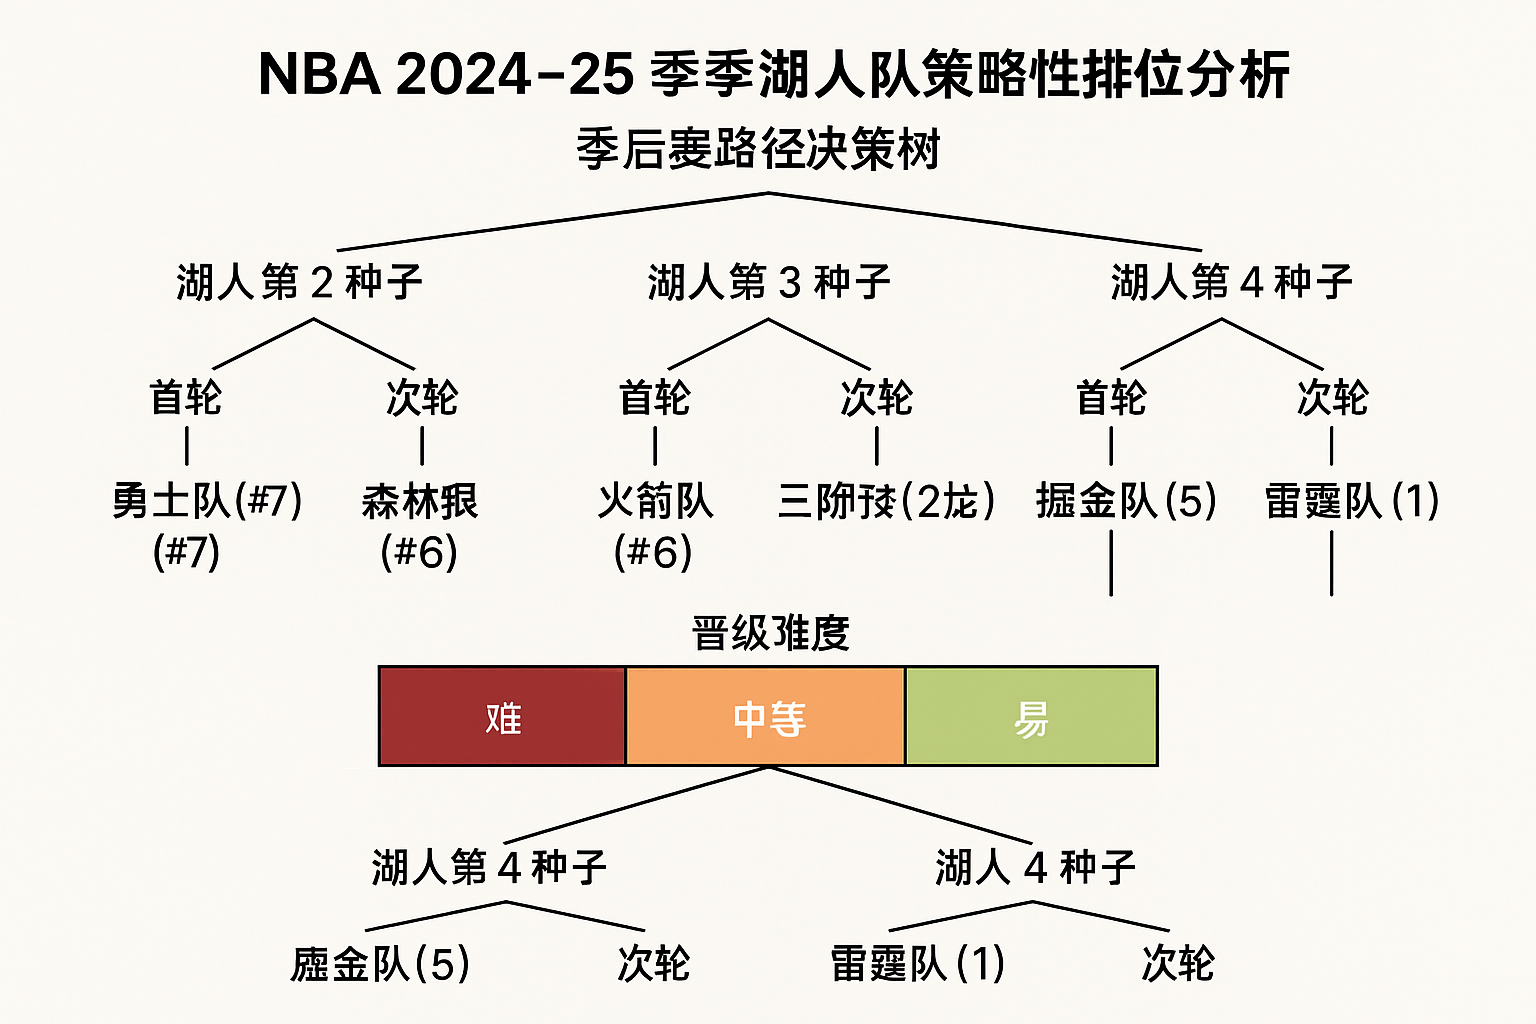 NBA 2024–25 季季湖人队策略性排位分析
季后赛路径决策树
湖人第 2 种子
湖人第 3 种子
湖人第 4 种子
首轮
次轮
首轮
次轮
首轮
次轮
勇士队(#7)
(#7)
森林狼
(#6)
火箭队
(#6)
(2
)
掘金队(5)
雷霆队(1)
晋级难度
难
中等
易
湖人第 4 种子
湖人 4 种子
金队(5)
次轮
雷霆队(1)
次轮